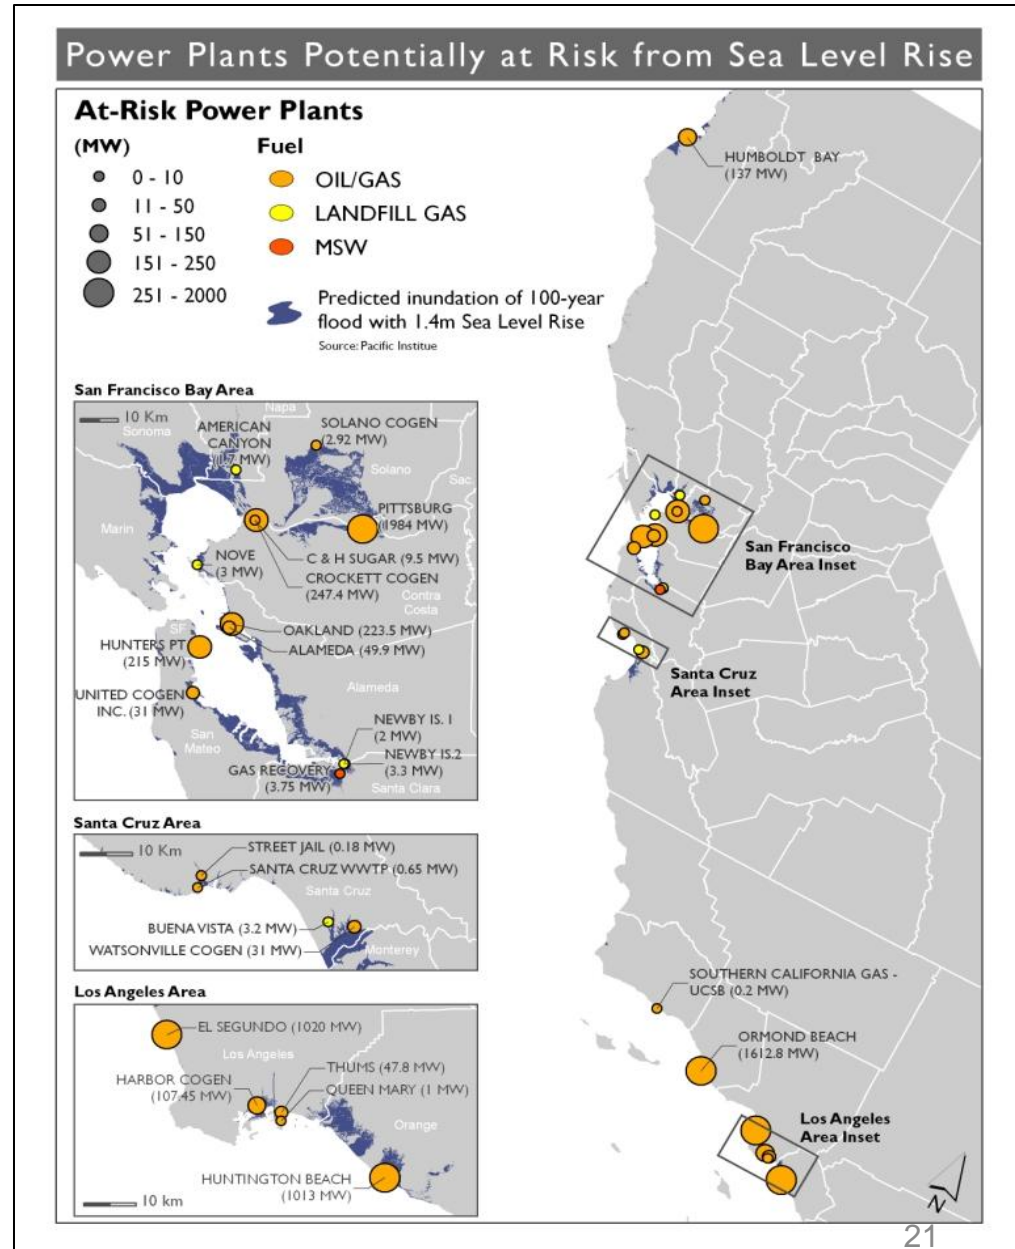 Power Plants Potentially at Risk from Sea Level Rise
At-Risk Power Plants
(MW)
0 - 10
11 - 50
51 - 150
151 - 250
251 - 2000
Fuel
OIL/GAS
LANDFILL GAS
MSW
Predicted inundation of 100-year
flood with 1.4m Sea Level Rise
Source: Pacific Institue
HUMBOLDT BAY
(137 MW)
San Francisco
Bay Area Inset
Santa Cruz
Area Inset
SOUTHERN CALIFORNIA GAS -
UCSB (0.2 MW)
ORMOND BEACH
(1612.8 MW)
Los Angeles
Area Inset
N
San Francisco Bay Area
10 Km
Napa
Sonoma
AMERICAN
CANYON
(1.7 MW)
SOLANO COGEN
(2.92 MW)
Solano
Sac.
PITTSBURG
(1984 MW)
Marin
C & H SUGAR (9.5 MW)
NOVE
(3 MW)
CROCKETT COGEN
(247.4 MW)
Contra
Costa
SF
OAKLAND (223.5 MW)
ALAMEDA (49.9 MW)
HUNTERS PT
(215 MW)
UNITED COGEN
INC. (31 MW)
Alameda
San
Mateo
NEWBY IS. 1
(2 MW)
NEWBY IS.2
(3.3 MW)
GAS RECOVERY
(3.75 MW)
Santa Clara
Santa Cruz Area
10 Km
STREET JAIL (0.18 MW)
SANTA CRUZ WWTP (0.65 MW)
Santa Cruz
BUENA VISTA (3.2 MW)
WATSONVILLE COGEN (31 MW)
Monterey
Los Angeles Area
EL SEGUNDO (1020 MW)
Los Angeles
THUMS (47.8 MW)
HARBOR COGEN
(107.45 MW)
QUEEN MARY (1 MW)
Orange
HUNTINGTON BEACH
(1013 MW)
10 km
21